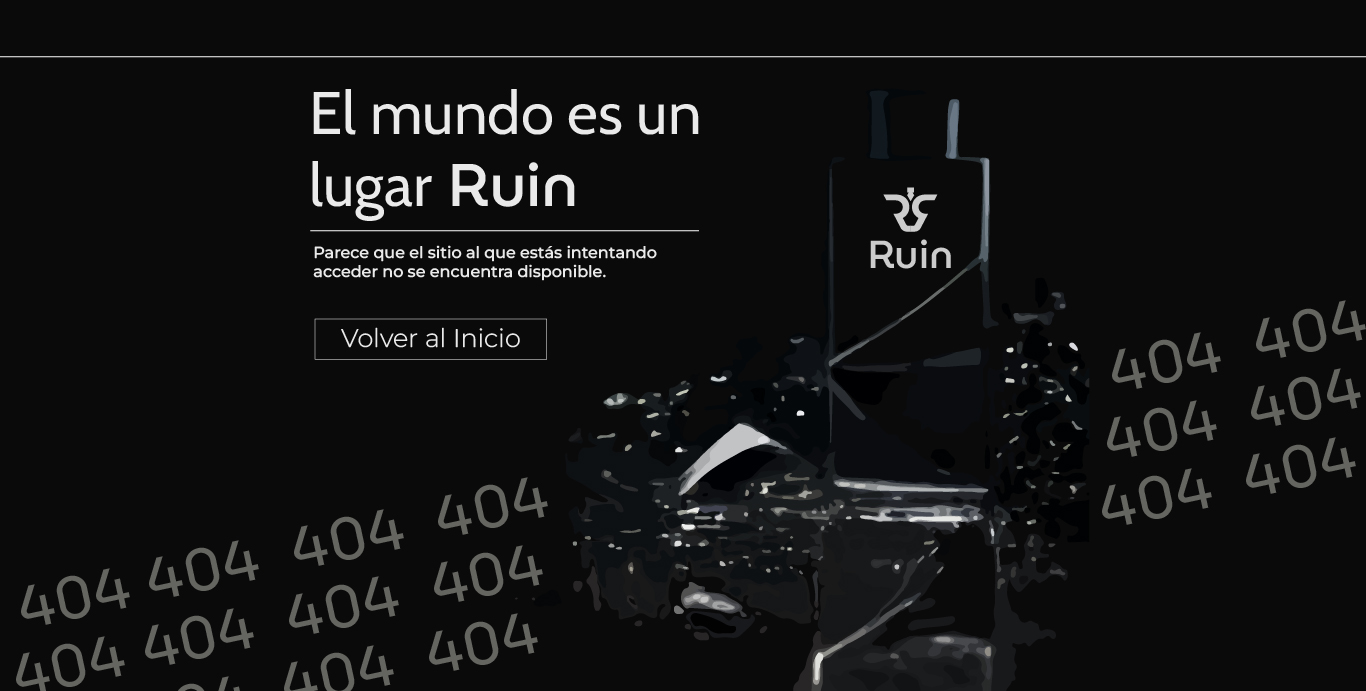 El mundo es un
lugar Ruin
Parece que el sitio al que estás intentando
acceder no se encuentra disponible.
Volver al Inicio
Ruin
404 404
404 404
404 404
404 404 404 404
404 404 404 404
404 404 404